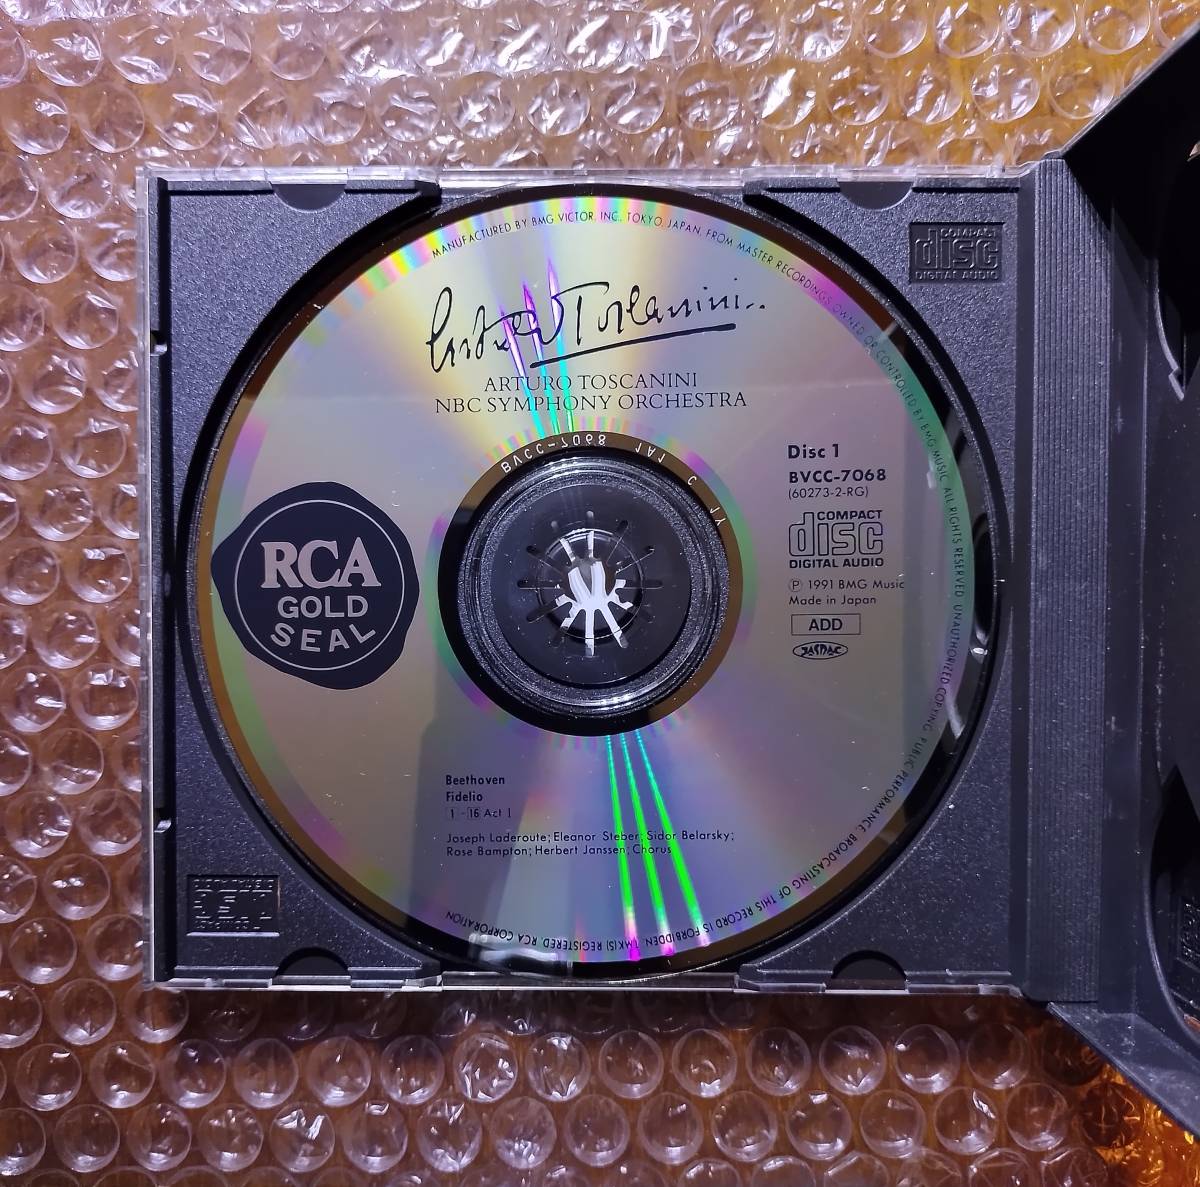 MANUFACTURED BY BMG VICTOR, INC., TOKYO, JAPAN, FROM MASTER RECORDINGS OWNED OR CONTROLLED BY BMG MUSIC. ALL RIGHTS RESERVED. UNAUTHORIZED COPYING, PUBLIC PERFORMANCE, BROADCASTING OF THIS RECORD IS FORBIDDEN. TMK(S) REGISTERED. RCA CORPORATION
Arturo Toscanini
ARTURO TOSCANINI
NBC SYMPHONY ORCHESTRA
BVCC-7068 1A1
Disc 1
BVCC-7068
(60273-2-RG)
COMPACT
disc
DIGITAL AUDIO
Ⓟ 1991 BMG Music
Made in Japan
ADD
JASRAC
RCA
GOLD
SEAL
Beethoven
Fidelio
1-16 Act I
Joseph Laderoute; Eleanor Steber; Sidor Belarsky;
Rose Bampton; Herbert Janssen; Chorus
COMPACT
disc
DIGITAL AUDIO